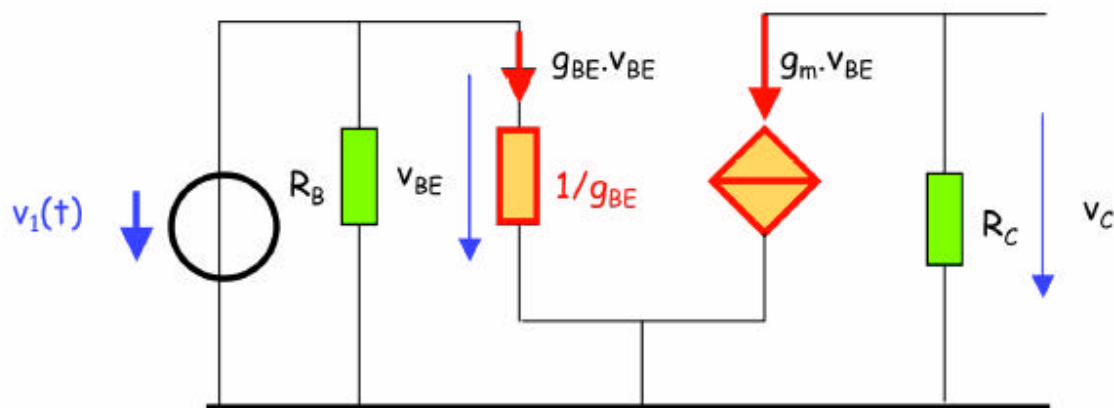 g_BE.v_BE
g_m.v_BE
v_1(t)
R_B
v_BE
1/g_BE
R_C
v_C